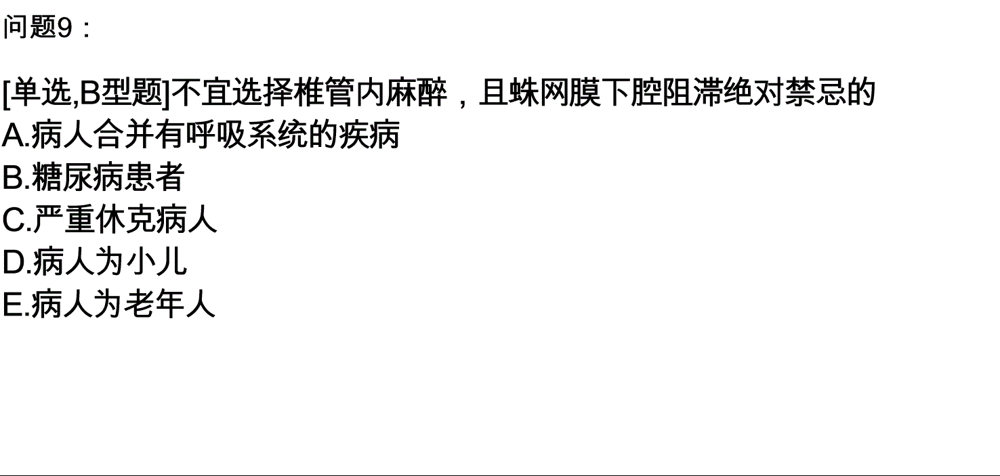 问题9：
[单选,B型题]不宜选择椎管内麻醉，且蛛网膜下腔阻滞绝对禁忌的
A.病人合并有呼吸系统的疾病
B.糖尿病患者
C.严重休克病人
D.病人为小儿
E.病人为老年人